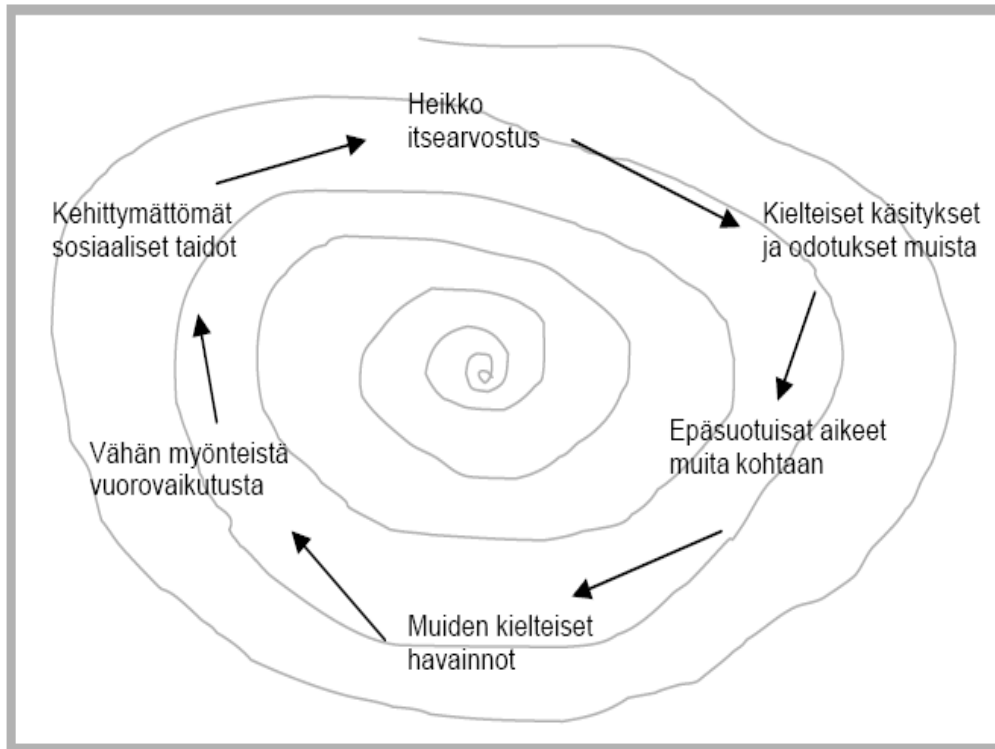 Heikko
itsearvostus
Kielteiset käsitykset
ja odotukset muista
Epäsuotuisat aikeet
muita kohtaan
Muiden kielteiset
havainnot
Vähän myönteistä
vuorovaikutusta
Kehittymättömät
sosiaaliset taidot